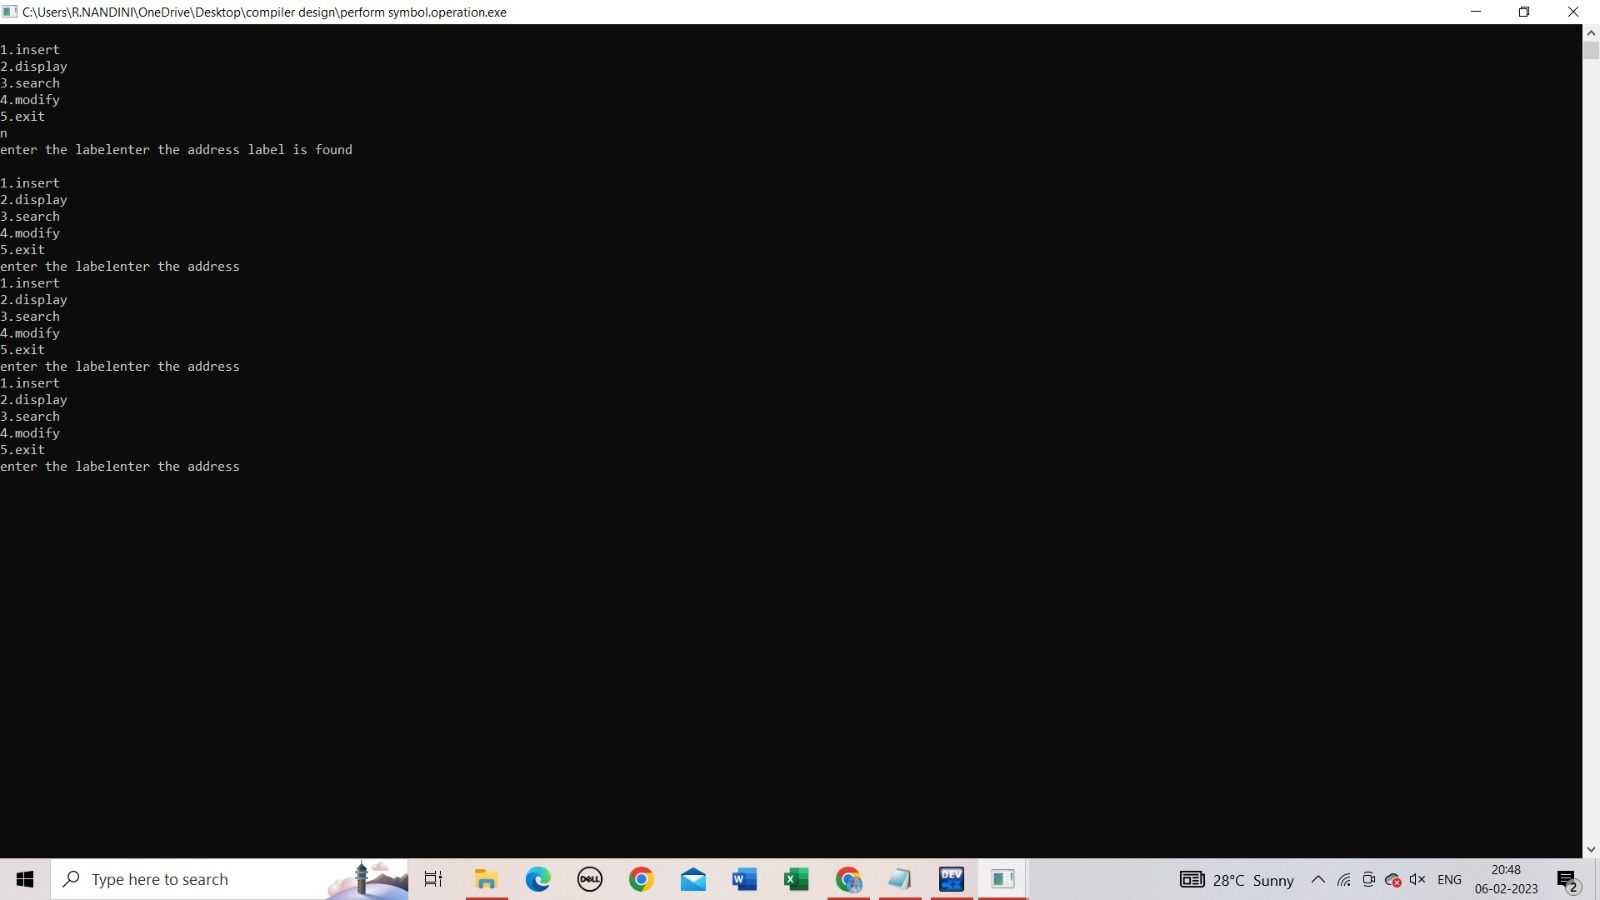 C:\Users\R.NANDINI\OneDrive\Desktop\compiler design\perform symbol.operation.exe
1.insert
2.display
3.search
4.modify
5.exit
n
enter the labelenter the address label is found
1.insert
2.display
3.search
4.modify
5.exit
enter the labelenter the address
1.insert
2.display
3.search
4.modify
5.exit
enter the labelenter the address
1.insert
2.display
3.search
4.modify
5.exit
enter the labelenter the address
Type here to search
DELL
W
X
DEV
28°C Sunny
ENG
20:48
06-02-2023
2